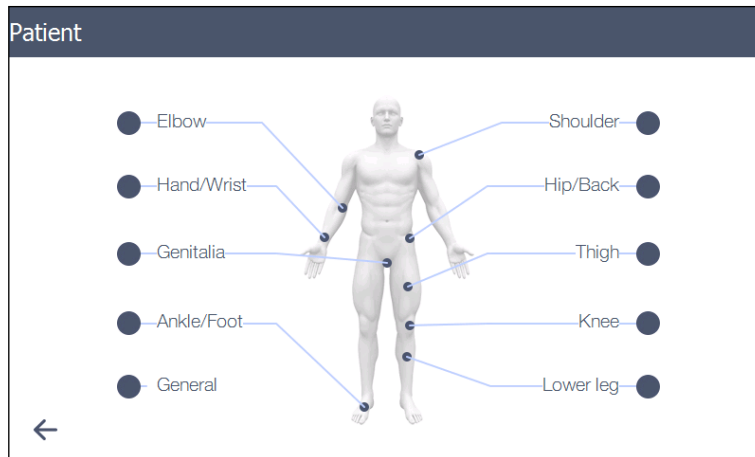 Patient
Elbow
Shoulder
Hand/Wrist
Hip/Back
Genitalia
Thigh
Ankle/Foot
Knee
General
Lower leg